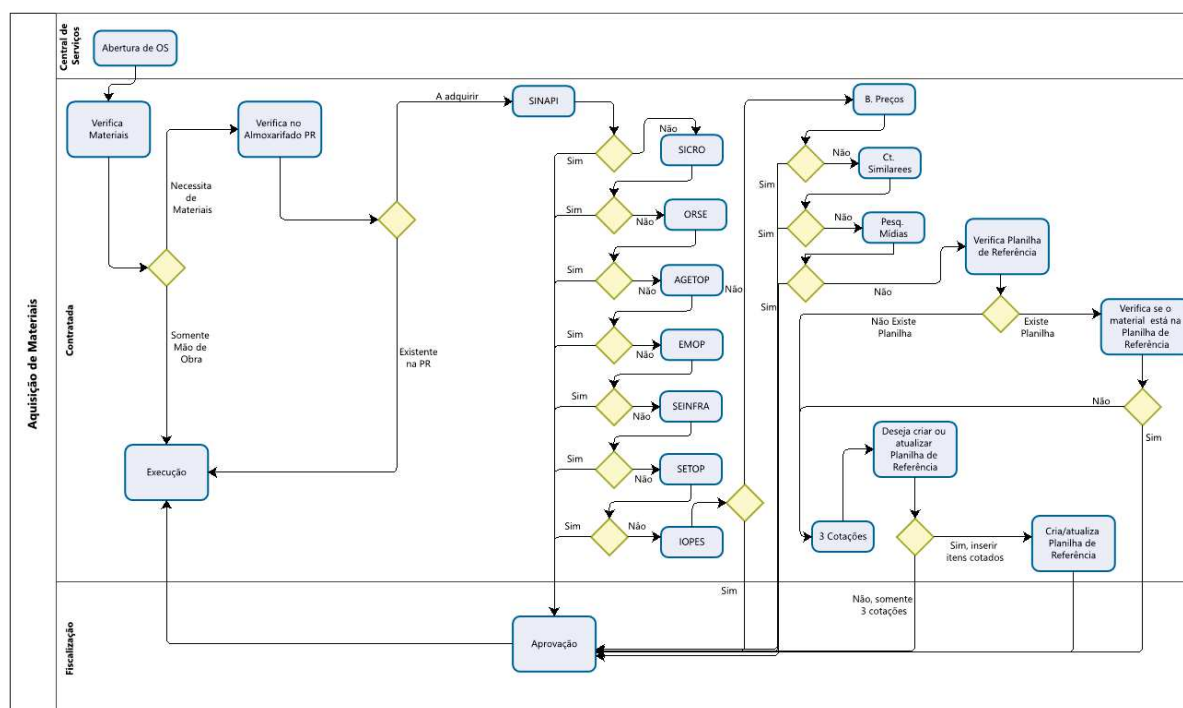 Aquisição de Materiais
Central de
Serviços
Abertura de OS
Contratada
Verifica
Materiais
Necessita
de
Materiais
Somente
Mão de
Obra
Verifica no
Almoxarifado PR
A adquirir
Existente
na PR
Execução
SINAPI
Sim
Não
SICRO
Sim
Não
ORSE
Sim
Não
AGETOP
Sim
Não
EMOP
Sim
Não
SEINFRA
Sim
Não
SETOP
Sim
Não
IOPES
Não
Sim
B. Preços
Sim
Não
Ct.
Similarees
Sim
Não
Pesq.
Mídias
Sim
Não
Verifica Planilha
de Referência
Não Existe
Planilha
Existe
Planilha
Verifica se o
material está na
Planilha de
Referência
Não
Sim
3 Cotações
Deseja criar ou
atualizar
Planilha de
Referência
Sim, inserir
itens cotados
Cria/atualiza
Planilha de
Referência
Não, somente
3 cotações
Fiscalização
Aprovação